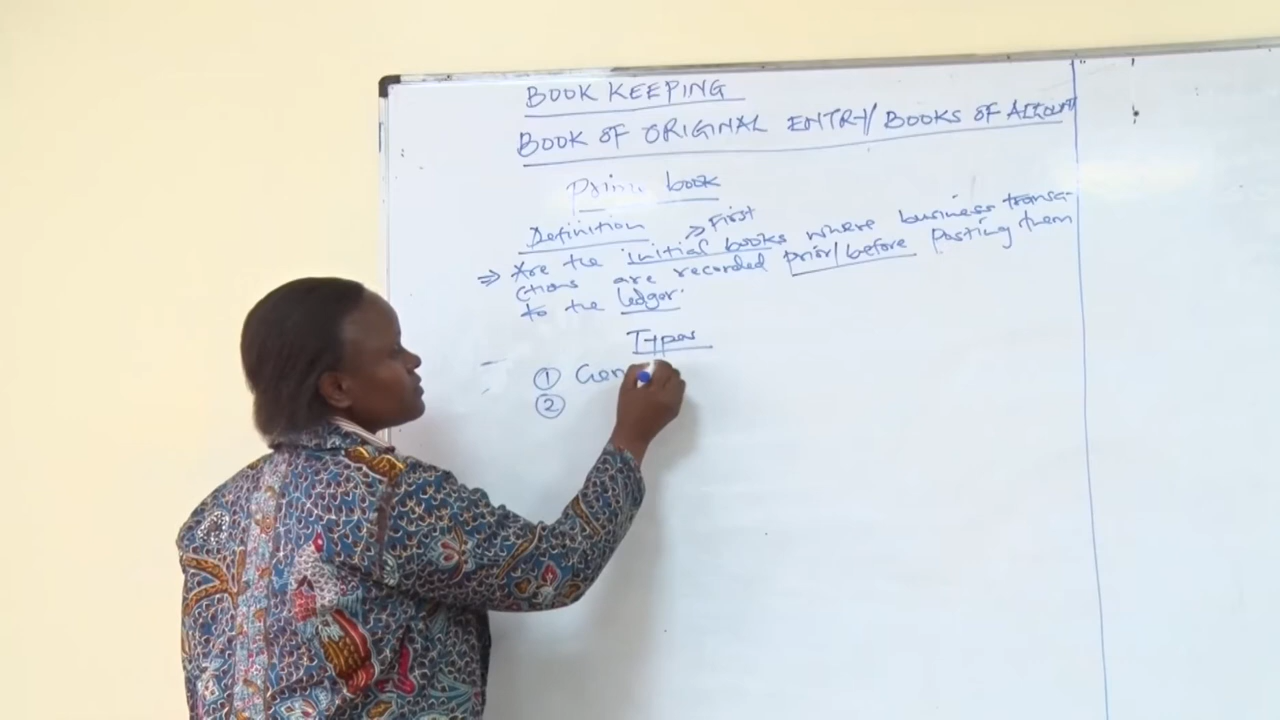 BOOK KEEPING
BOOK OF ORIGINAL ENTRY/ BOOKS OF ACCOUNT
book
Definition => First
=> Are the initial books where business transa-
ctions are recorded prior/before posting them
to the ledger.
Types
① Gen
②